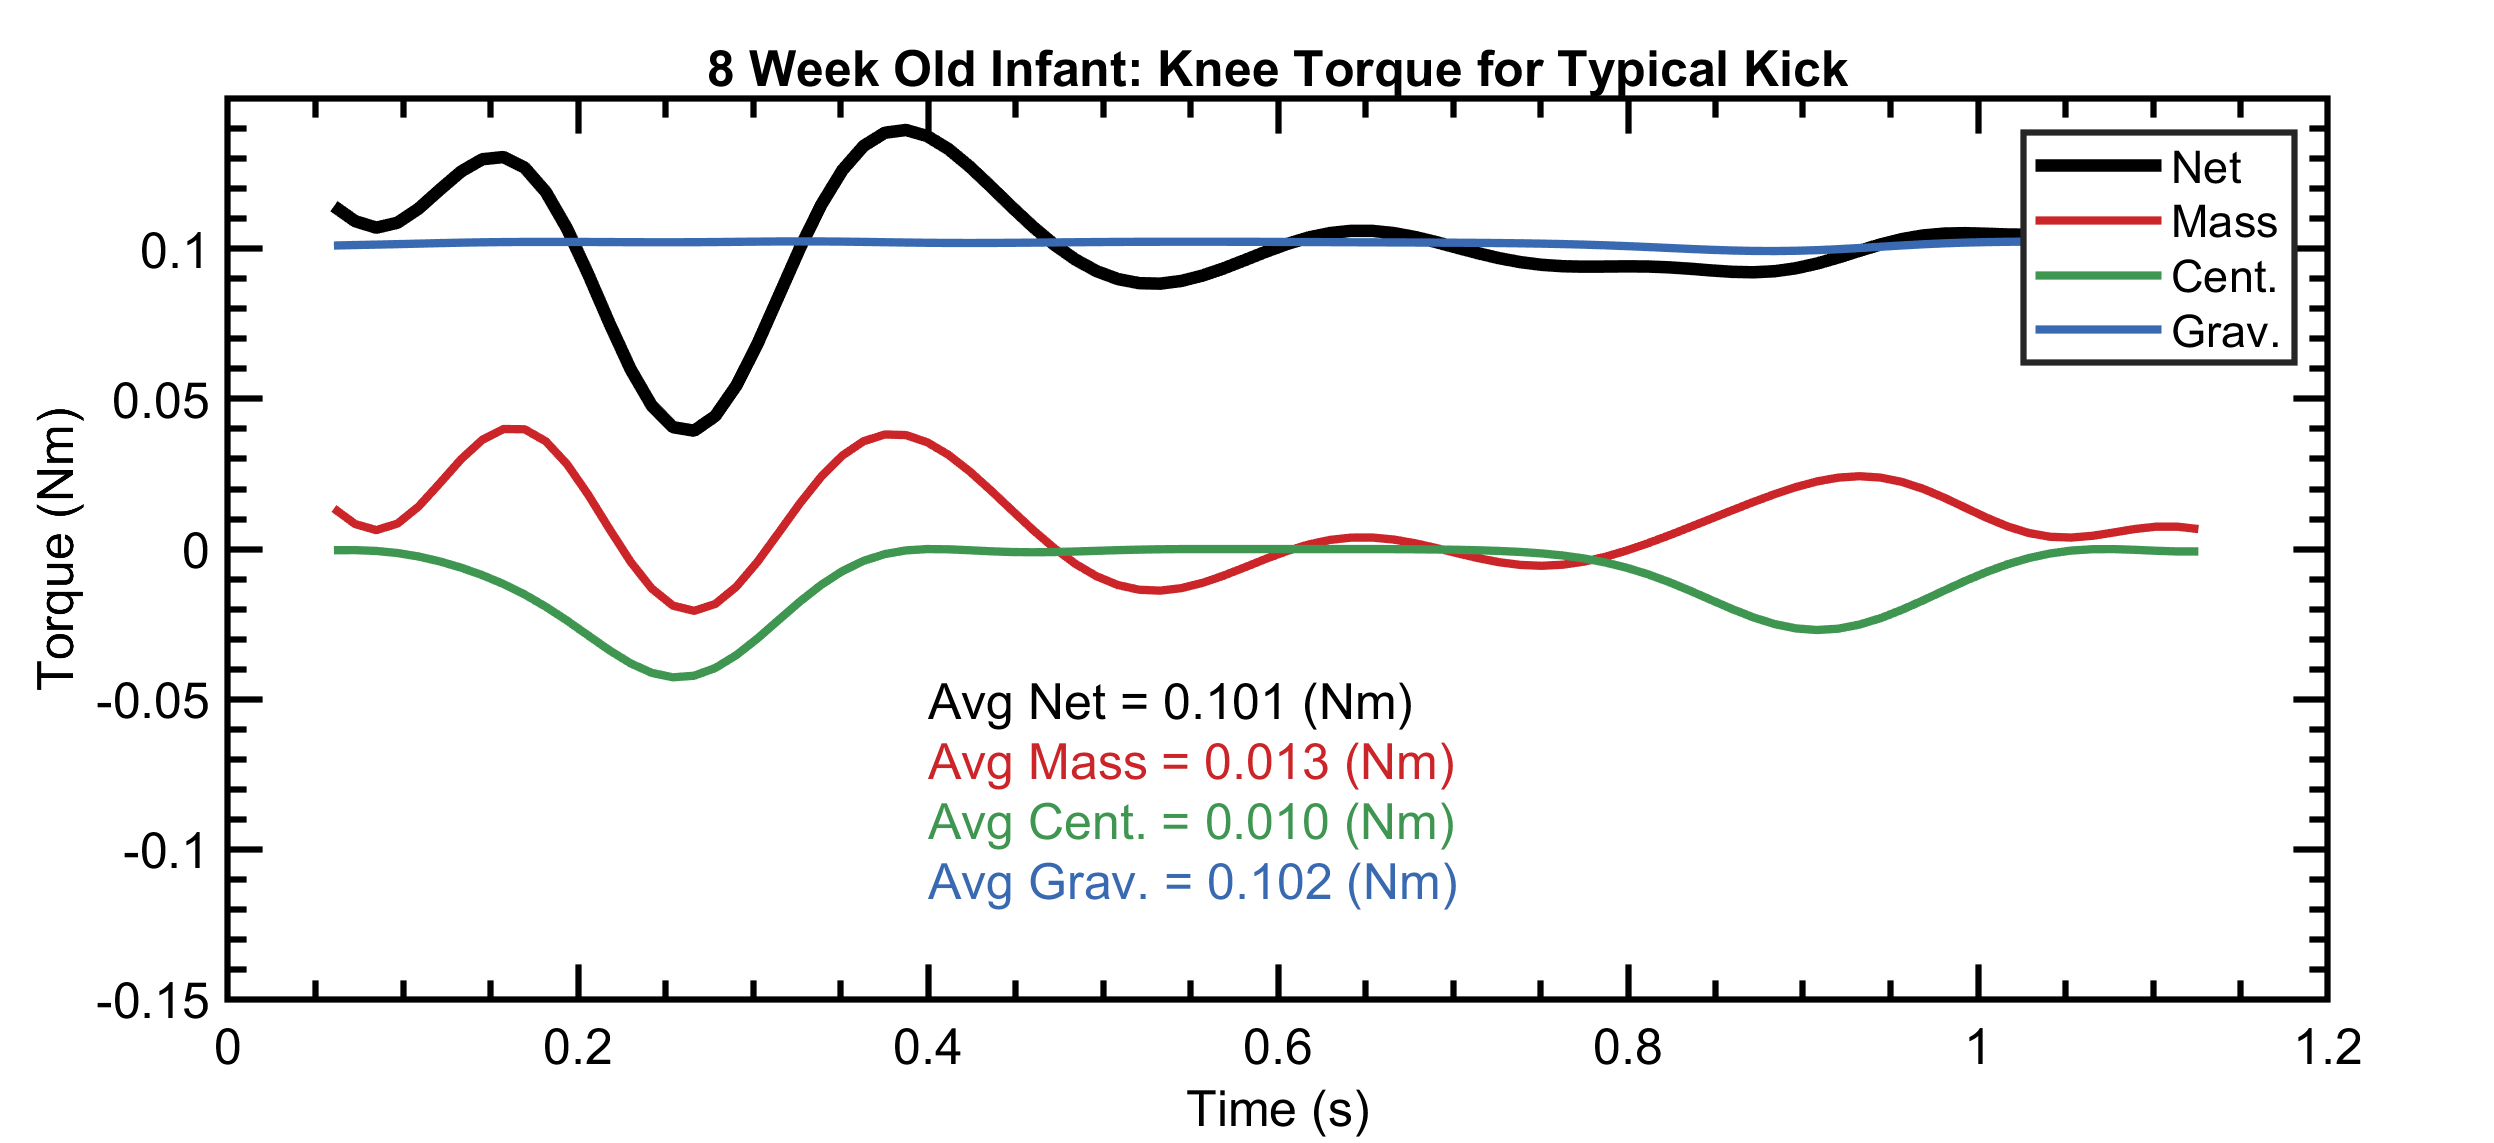 8 Week Old Infant: Knee Torque for Typical Kick
Net
Mass
Cent.
Grav.
0.1
0.05
0
-0.05
-0.1
-0.15
Torque (Nm)
Avg Net = 0.101 (Nm)
Avg Mass = 0.013 (Nm)
Avg Cent. = 0.010 (Nm)
Avg Grav. = 0.102 (Nm)
0 0.2 0.4 0.6 0.8 1 1.2
Time (s)